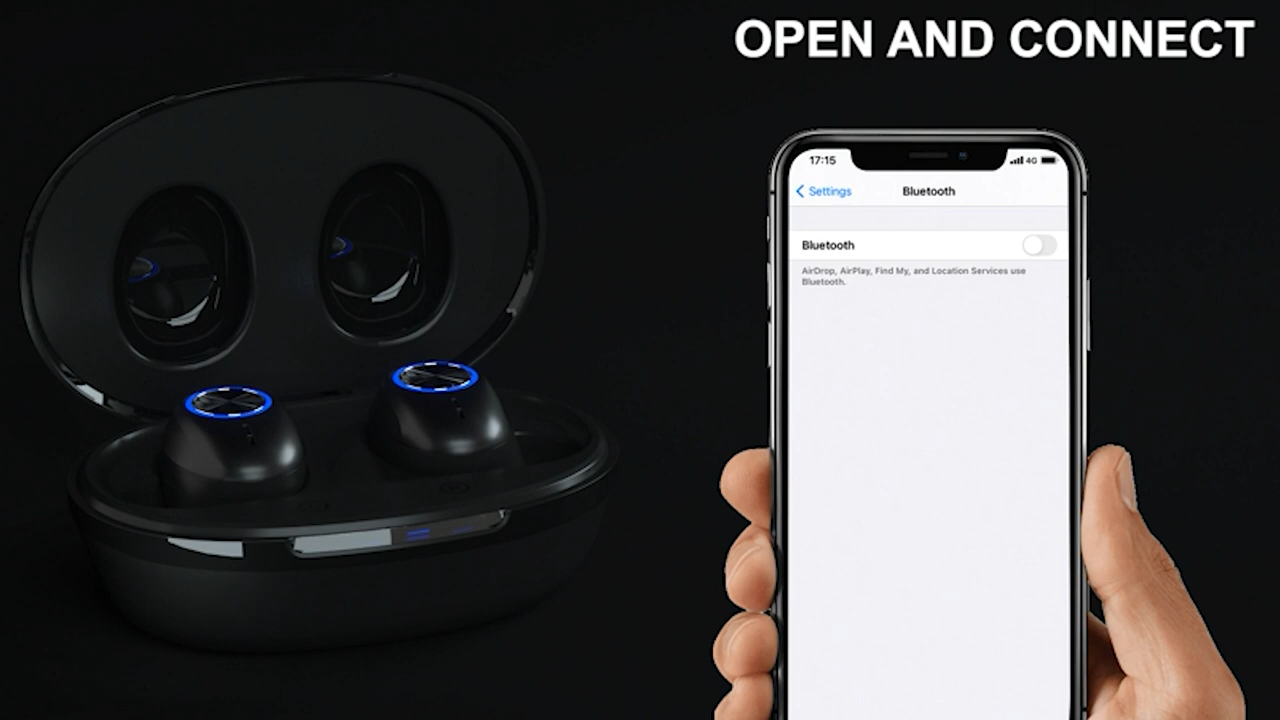 OPEN AND CONNECT
17:15
4G
Settings
Bluetooth
Bluetooth
AirDrop, AirPlay, Find My, and Location Services use
Bluetooth.